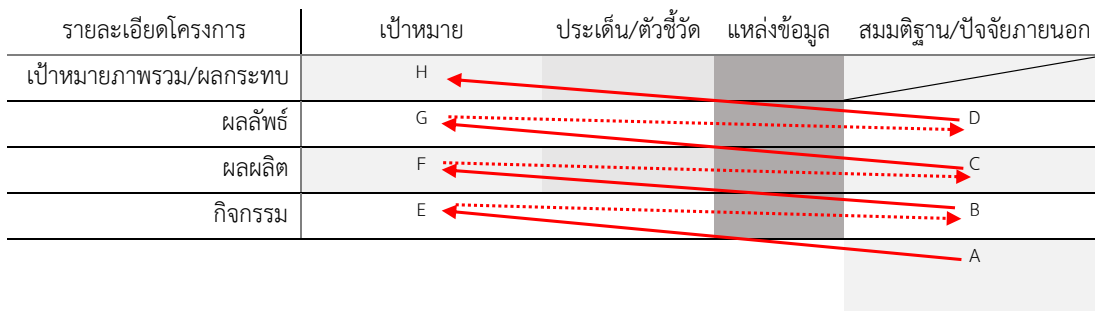 รายละเอียดโครงการ เป้าหมาย ประเด็น/ตัวชี้วัด แหล่งข้อมูล สมมติฐาน/ปัจจัยภายนอก
เป้าหมายภาพรวม/ผลกระทบ H
ผลลัพธ์ G D
ผลผลิต F C
กิจกรรม E B
A